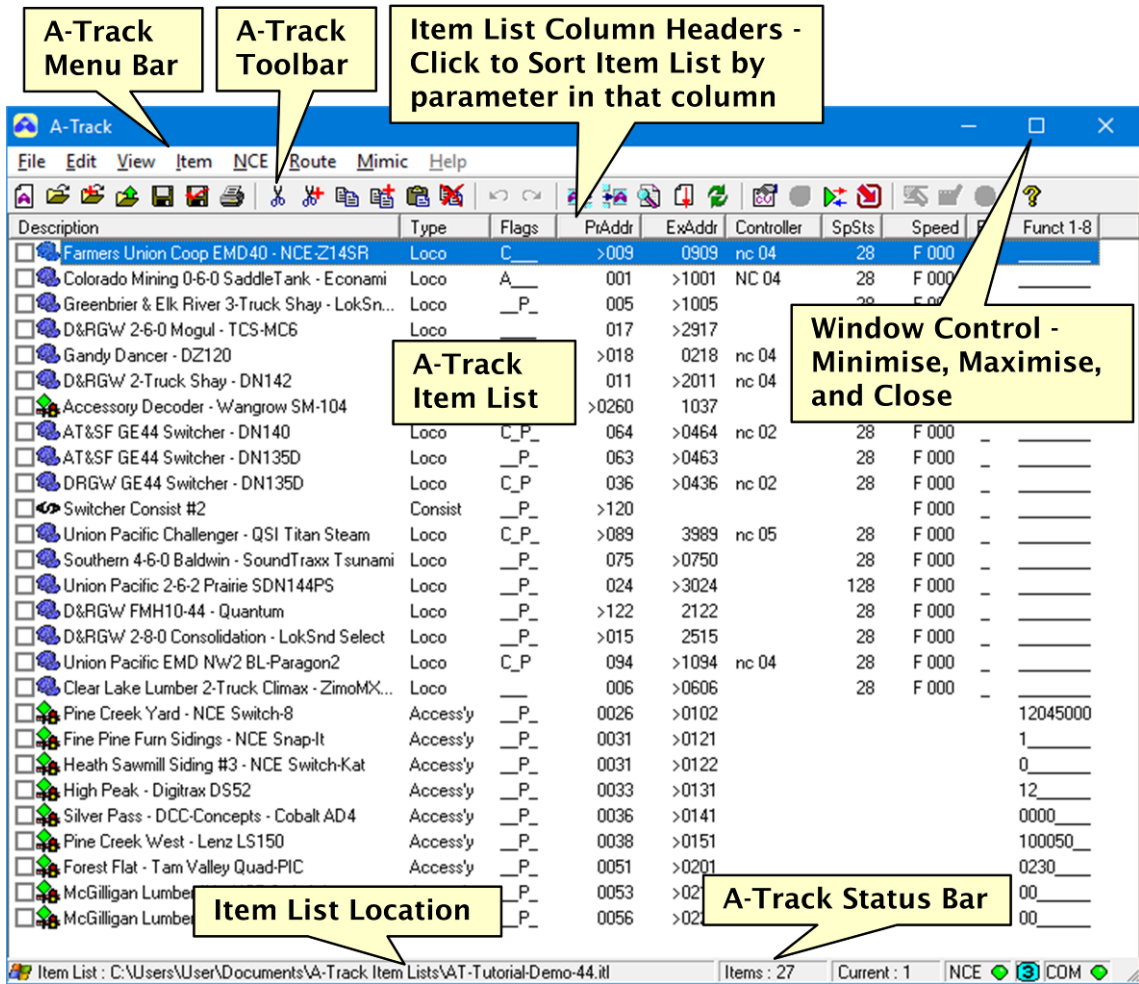 A-Track
Menu Bar
A-Track
Toolbar
Item List Column Headers -
Click to Sort Item List by
parameter in that column
A-Track
File Edit View Item NCE Route Mimic Help
Description Type Flags PrAddr ExAddr Controller SpSts Speed Funct 1-8
Farmers Union Coop EMD40 - NCE-Z14SR Loco C___ >009 0909 nc 04 28 F 000 ________
Colorado Mining 0-6-0 SaddleTank - Econami Loco A___ 001 >1001 NC 04 28 F 000
Greenbrier & Elk River 3-Truck Shay - LokSn... Loco __P_ 005 >1005 28 F 000
D&RGW 2-6-0 Mogul - TCS-MC6 Loco 017 >2917
Gandy Dancer - DZ120 >018 0218 nc 04
D&RGW 2-Truck Shay - DN142 011 >2011 nc 04
Accessory Decoder - Wangrow SM-104 >0260 1037
A-Track
Item List
Window Control -
Minimise, Maximise,
and Close
AT&SF GE44 Switcher - DN140 Loco C_P_ 064 >0464 nc 02 28 F 000 _ ________
AT&SF GE44 Switcher - DN135D Loco __P_ 063 >0463 28 F 000 _ ________
DRGW GE44 Switcher - DN135D Loco C_P 036 >0436 nc 02 28 F 000 _ ________
Switcher Consist #2 Consist __P_ >120 F 000 _ ________
Union Pacific Challenger - QSI Titan Steam Loco C_P_ >089 3989 nc 05 28 F 000 _ ________
Southern 4-6-0 Baldwin - SoundTraxx Tsunami Loco __P_ 075 >0750 28 F 000 _ ________
Union Pacific 2-6-2 Prairie SDN144PS Loco __P_ 024 >3024 128 F 000 _ ________
D&RGW FMH10-44 - Quantum Loco __P_ >122 2122 28 F 000 _ ________
D&RGW 2-8-0 Consolidation - LokSnd Select Loco __P_ >015 2515 28 F 000 _ ________
Union Pacific EMD NW2 BL-Paragon2 Loco C_P 094 >1094 nc 04 28 F 000 _ ________
Clear Lake Lumber 2-Truck Climax - ZimoMX... Loco ___ 006 >0606 28 F 000 _ ________
Pine Creek Yard - NCE Switch-8 Access'y __P_ 0026 >0102 12045000
Fine Pine Furn Sidings - NCE Snap-It Access'y __P_ 0031 >0121 1_______
Heath Sawmill Siding #3 - NCE Switch-Kat Access'y __P_ 0031 >0122 0_______
High Peak - Digitrax DS52 Access'y __P_ 0033 >0131 12______
Silver Pass - DCC-Concepts - Cobalt AD4 Access'y __P_ 0036 >0141 0000____
Pine Creek West - Lenz LS150 Access'y __P_ 0038 >0151 100050__
Forest Flat - Tam Valley Quad-PIC Access'y __P_ 0051 >0201 0230____
McGilligan Lumber _P_ 0053 00______
McGilligan Lumber _P_ 0056 00______
Item List Location
A-Track Status Bar
Item List : C:\Users\User\Documents\A-Track Item Lists\AT-Tutorial-Demo-44.itl Items : 27 Current : 1 NCE 3 COM